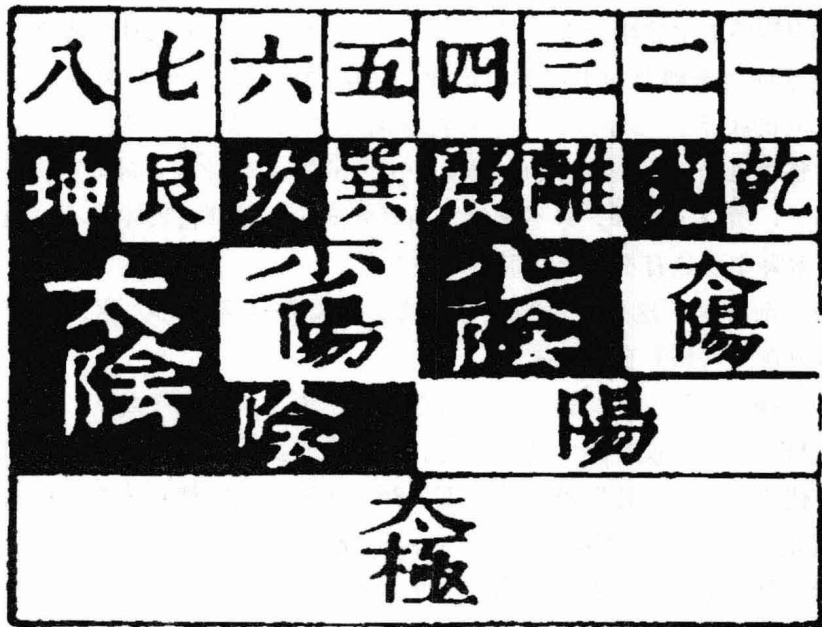 一 二 三 四 五 六 七 八
乾 兌 離 震 巽 坎 艮 坤
太陽 少陰 少陽 太陰
陽 陰
太極